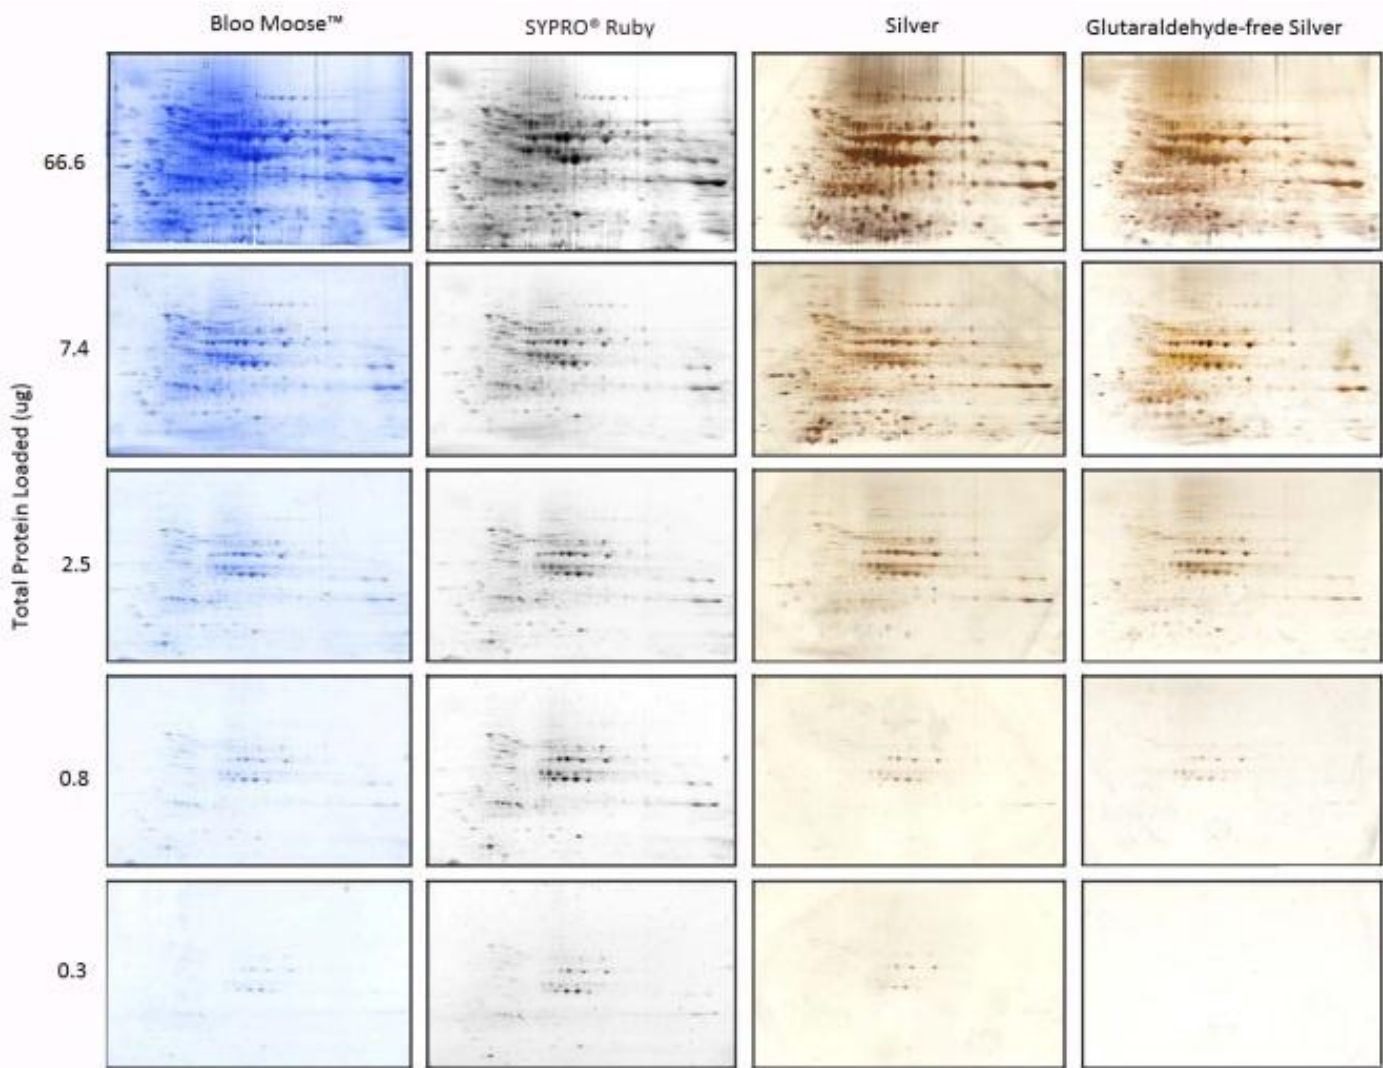 Bloo Moose™
SYPRO® Ruby
Silver
Glutaraldehyde-free Silver
Total Protein Loaded (ug)
66.6
7.4
2.5
0.8
0.3